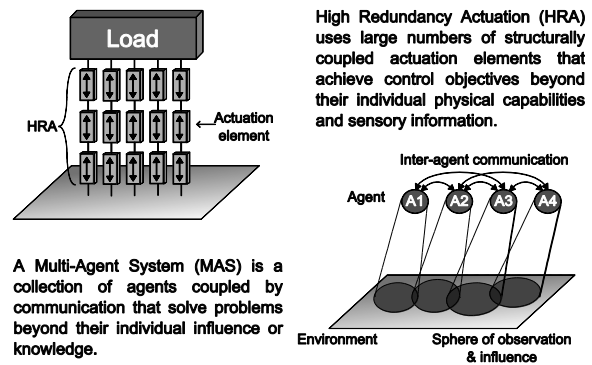 Load
HRA
Actuation
element
High Redundancy Actuation (HRA)
uses large numbers of structurally
coupled actuation elements that
achieve control objectives beyond
their individual physical capabilities
and sensory information.
Inter-agent communication
Agent
A1 A2 A3 A4
A Multi-Agent System (MAS) is a
collection of agents coupled by
communication that solve problems
beyond their individual influence or
knowledge.
Environment
Sphere of observation
& influence